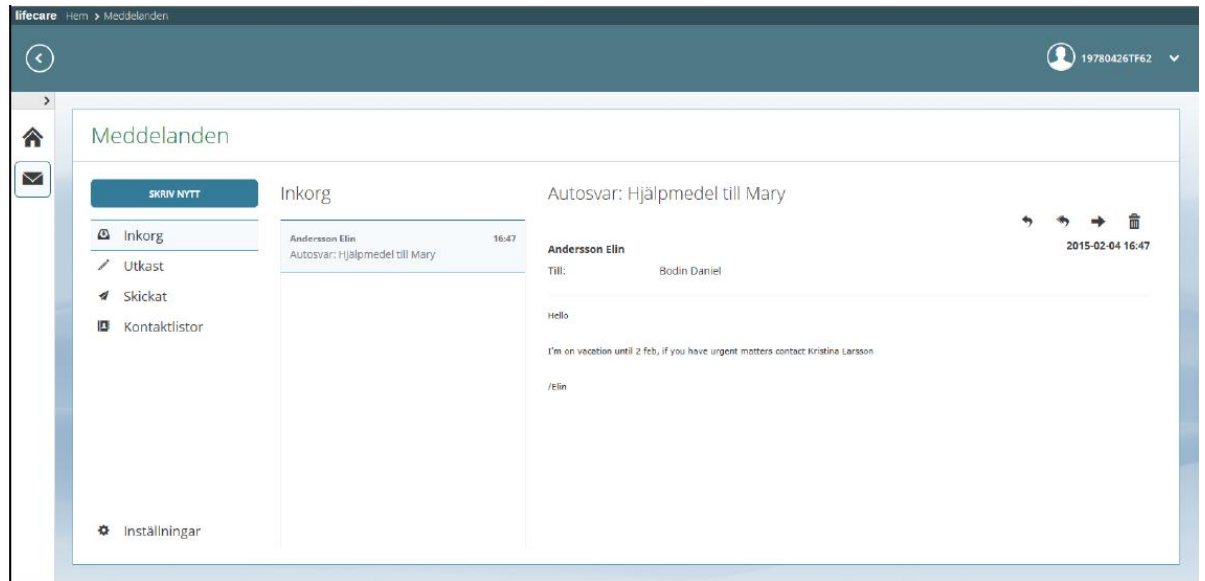 lifecare Hem > Meddelanden
19780426TF62
Meddelanden
SKRIV NYTT
Inkorg
Utkast
Skickat
Kontaktlistor
Inställningar
Inkorg
Andersson Elin 16:47
Autosvar: Hjälpmedel till Mary
Autosvar: Hjälpmedel till Mary
Andersson Elin 2015-02-04 16:47
Till: Bodin Daniel
Hello
I'm on vacation until 2 feb, if you have urgent matters contact Kristina Larsson
/Elin